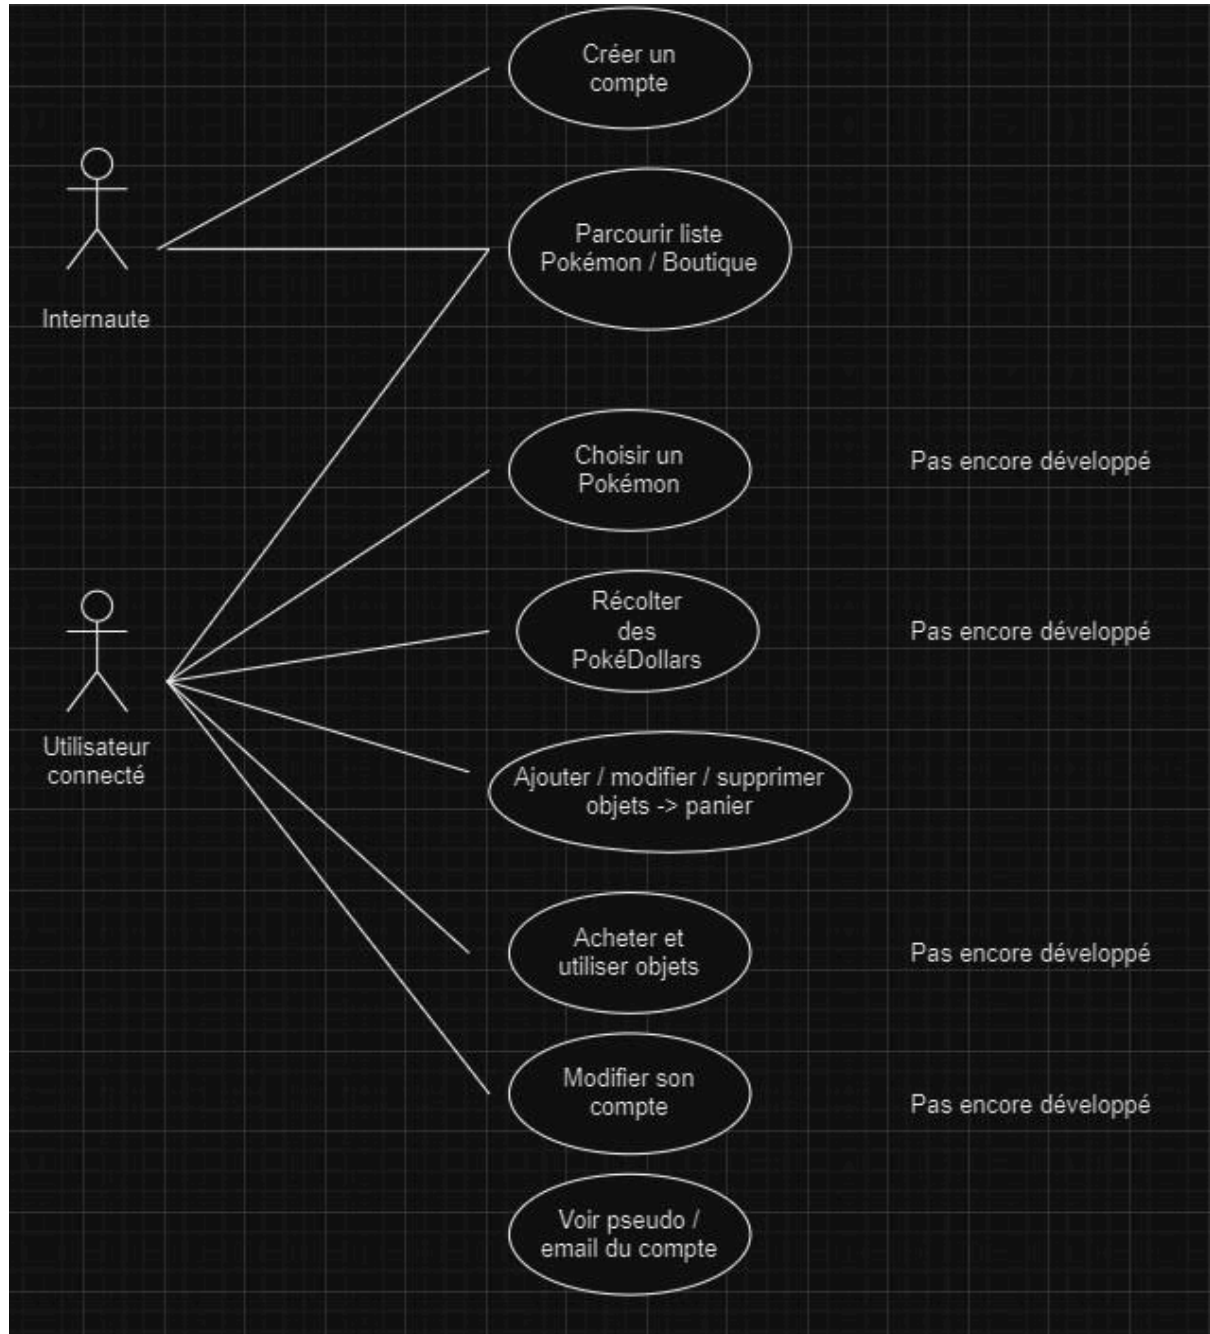 Créer un
compte
Parcourir liste
Pokémon / Boutique
Internaute
Choisir un
Pokémon
Pas encore développé
Récolter
des
PokéDollars
Pas encore développé
Utilisateur
connecté
Ajouter / modifier / supprimer
objets -> panier
Acheter et
utiliser objets
Pas encore développé
Modifier son
compte
Pas encore développé
Voir pseudo /
email du compte